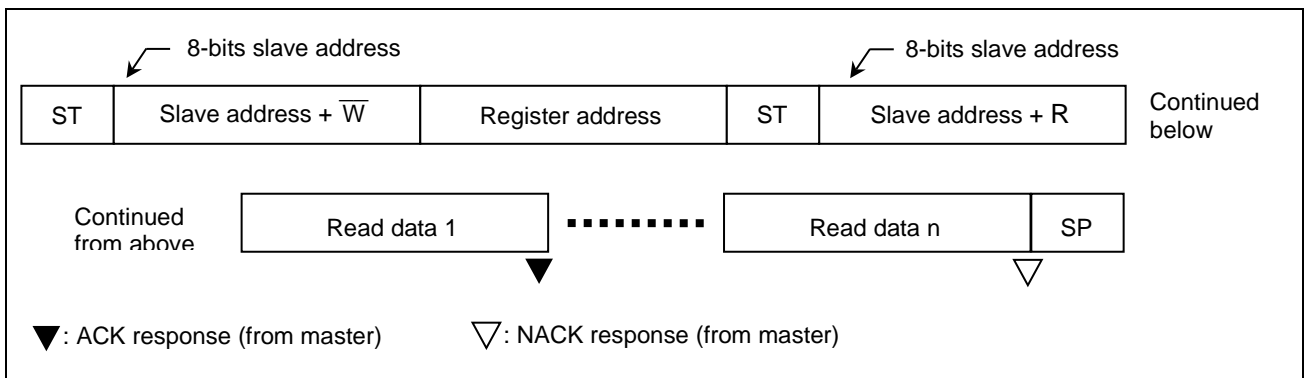 8-bits slave address
8-bits slave address
ST
Slave address + W̅
Register address
ST
Slave address + R
Continued
below
Continued
from above
Read data 1
Read data n
SP
: ACK response (from master)
: NACK response (from master)